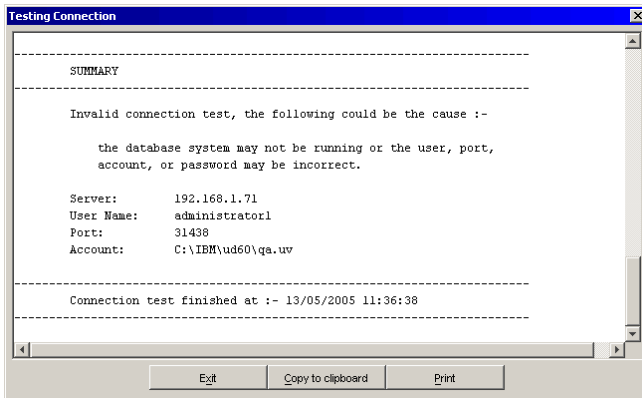 Testing Connection
SUMMARY
Invalid connection test, the following could be the cause :-
the database system may not be running or the user, port,
account, or password may be incorrect.
Server: 192.168.1.71
User Name: administrator1
Port: 31438
Account: C:\IBM\ud60\qa.uv
Connection test finished at :- 13/05/2005 11:36:38
Exit Copy to clipboard Print